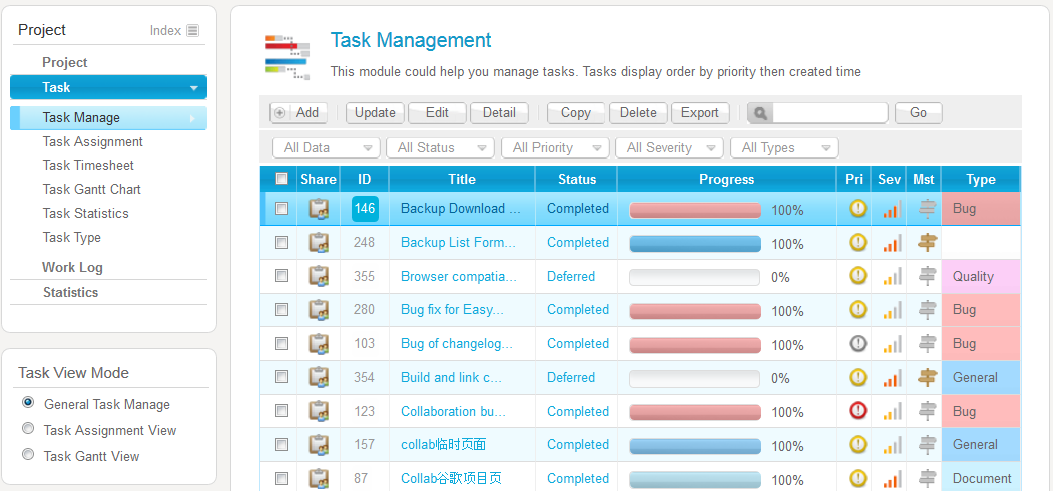 Project
Index
Project
Task
Task Manage
Task Assignment
Task Timesheet
Task Gantt Chart
Task Statistics
Task Type
Work Log
Statistics
Task View Mode
General Task Manage
Task Assignment View
Task Gantt View
Task Management
This module could help you manage tasks. Tasks display order by priority then created time
Add Update Edit Detail Copy Delete Export Go
All Data All Status All Priority All Severity All Types
Share ID Title Status Progress Pri Sev Mst Type
146 Backup Download ... Completed 100% Bug
248 Backup List Form... Completed 100%
355 Browser compatia... Deferred 0% Quality
280 Bug fix for Easy... Completed 100% Bug
103 Bug of changelog... Completed 100% Bug
354 Build and link c... Deferred 0% General
123 Collaboration bu... Completed 100% Bug
157 collab临时页面 Completed 100% General
87 Collab谷歌项目页 Completed 100% Document